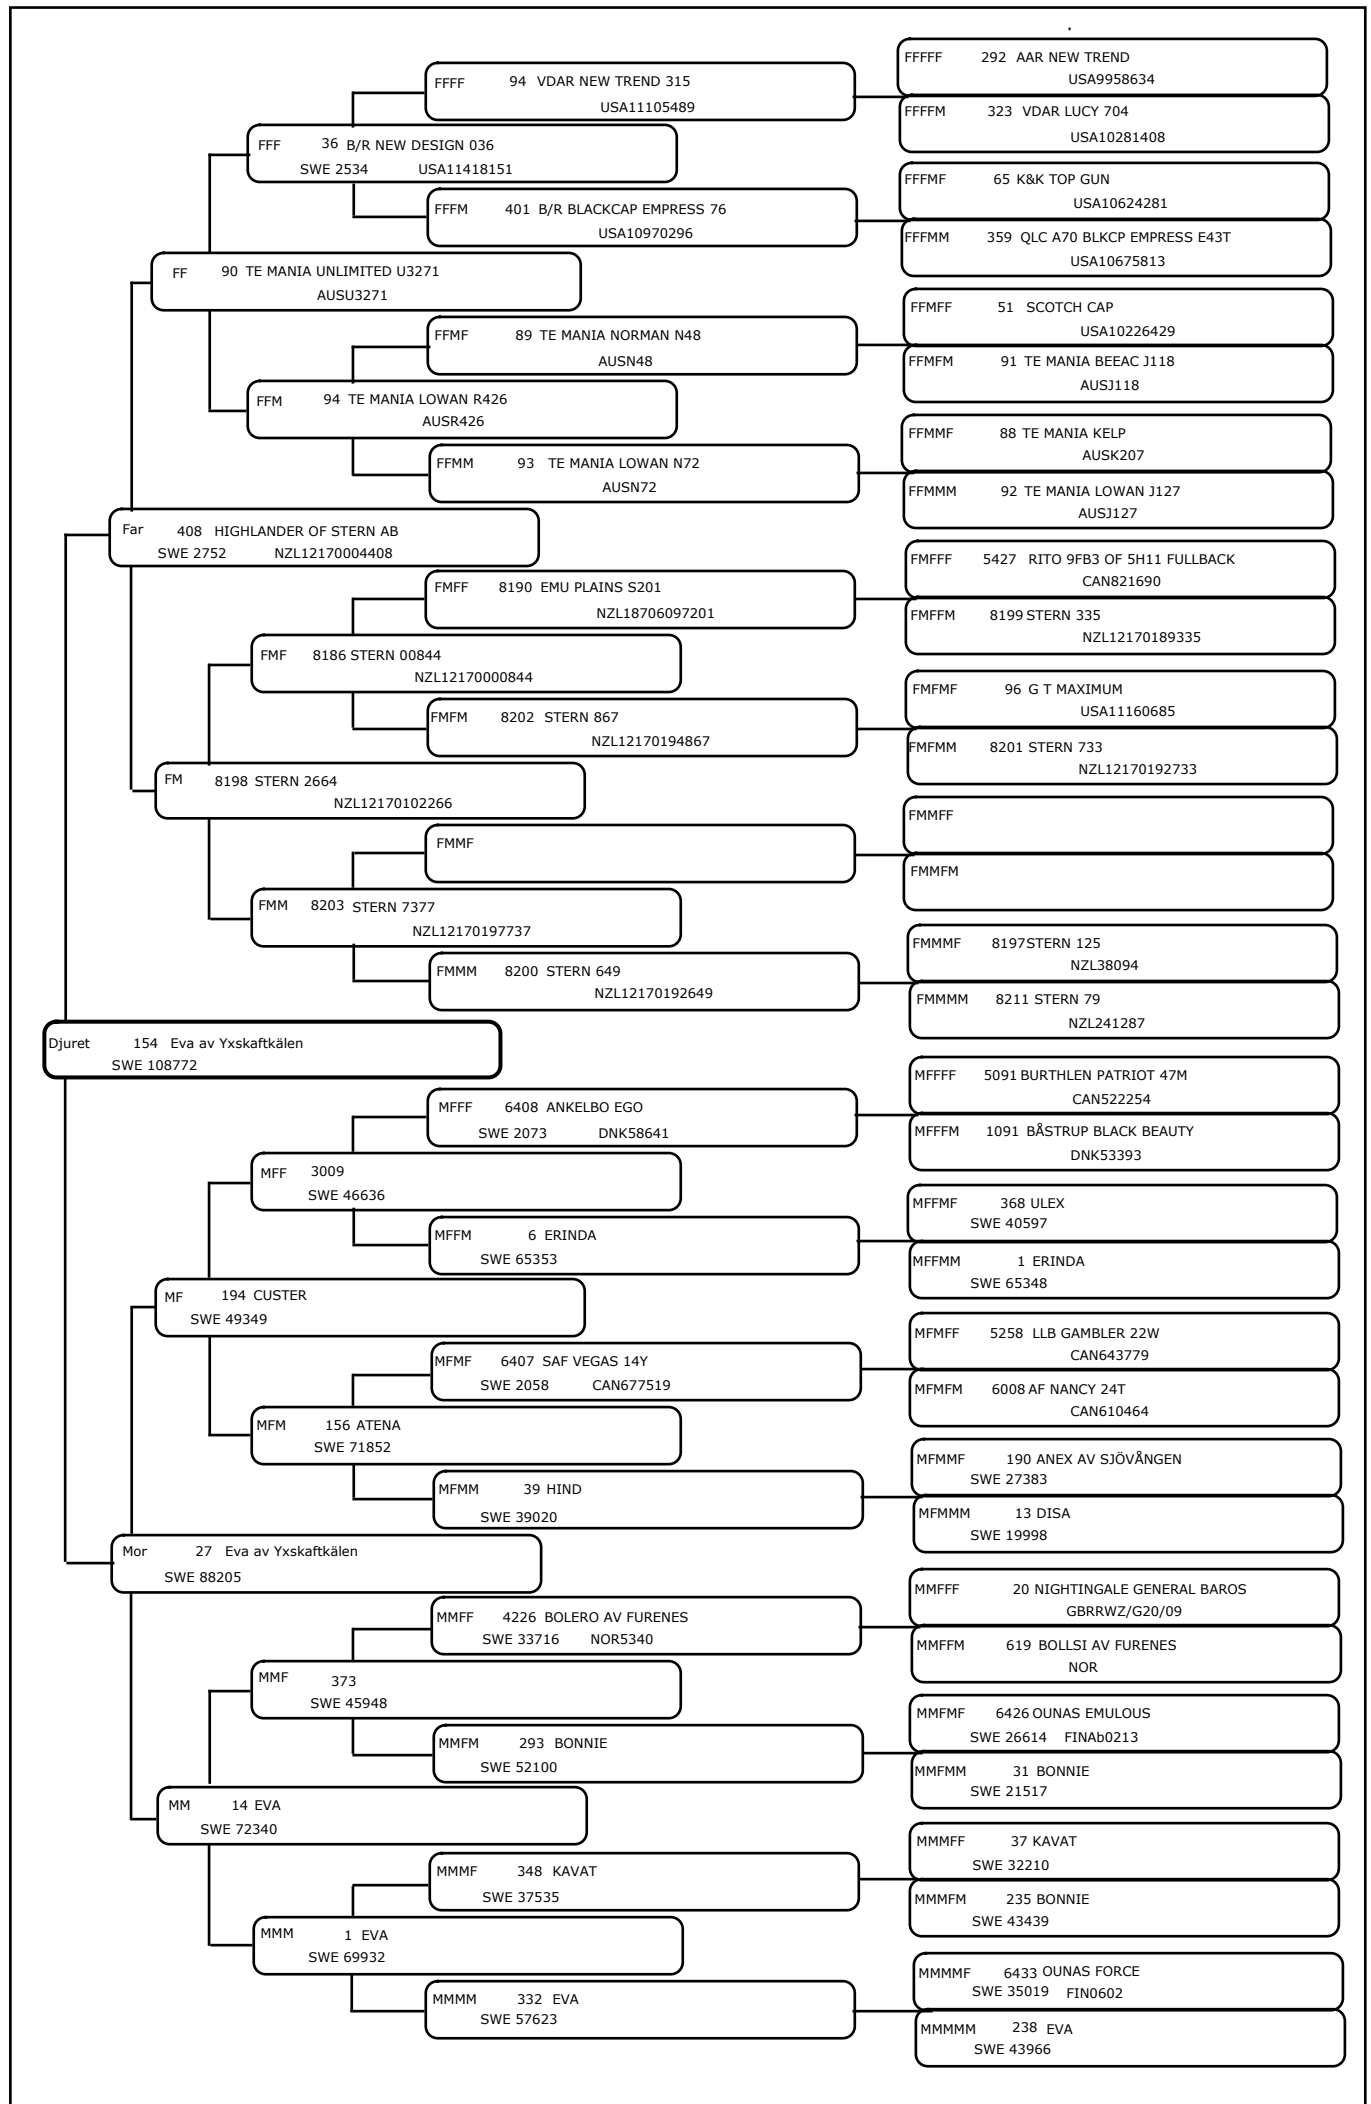 FFFFF 292 AAR NEW TREND
USA9958634
FFFF 94 VDAR NEW TREND 315
USA11105489
FFFFM 323 VDAR LUCY 704
USA10281408
FFF 36 B/R NEW DESIGN 036
SWE 2534 USA11418151
FFFMF 65 K&K TOP GUN
USA10624281
FFFM 401 B/R BLACKCAP EMPRESS 76
USA10970296
FFFMM 359 QLC A70 BLKCP EMPRESS E43T
USA10675813
FF 90 TE MANIA UNLIMITED U3271
AUSU3271
FFMFF 51 SCOTCH CAP
USA10226429
FFMF 89 TE MANIA NORMAN N48
AUSN48
FFMFM 91 TE MANIA BEEAC J118
AUSJ118
FFM 94 TE MANIA LOWAN R426
AUSR426
FFMMF 88 TE MANIA KELP
AUSK207
FFMM 93 TE MANIA LOWAN N72
AUSN72
FFMMM 92 TE MANIA LOWAN J127
AUSJ127
Far 408 HIGHLANDER OF STERN AB
SWE 2752 NZL12170004408
FMFFF 5427 RITO 9FB3 OF 5H11 FULLBACK
CAN821690
FMFF 8190 EMU PLAINS S201
NZL18706097201
FMFFM 8199 STERN 335
NZL12170189335
FMF 8186 STERN 00844
NZL12170000844
FMFMF 96 G T MAXIMUM
USA11160685
FMFM 8202 STERN 867
NZL12170194867
FMFMM 8201 STERN 733
NZL12170192733
FM 8198 STERN 2664
NZL12170102266
FMMFF
FMMF
FMMFM
FMM 8203 STERN 7377
NZL12170197737
FMMMF 8197 STERN 125
NZL38094
FMMM 8200 STERN 649
NZL12170192649
FMMMM 8211 STERN 79
NZL241287
Djuret 154 Eva av Yxskaftkälen
SWE 108772
MFFFF 5091 BURTHLEN PATRIOT 47M
CAN522254
MFFF 6408 ANKELBO EGO
SWE 2073 DNK58641
MFFFM 1091 BÅSTRUP BLACK BEAUTY
DNK53393
MFF 3009
SWE 46636
MFFMF 368 ULEX
SWE 40597
MFFM 6 ERINDA
SWE 65353
MFFMM 1 ERINDA
SWE 65348
MF 194 CUSTER
SWE 49349
MFMFF 5258 LLB GAMBLER 22W
CAN643779
MFMF 6407 SAF VEGAS 14Y
SWE 2058 CAN677519
MFMFM 6008 AF NANCY 24T
CAN610464
MFM 156 ATENA
SWE 71852
MFMMF 190 ANEX AV SJÖVÅNGEN
SWE 27383
MFMM 39 HIND
SWE 39020
MFMMM 13 DISA
SWE 19998
Mor 27 Eva av Yxskaftkälen
SWE 88205
MMFFF 20 NIGHTINGALE GENERAL BAROS
GBRRWZ/G20/09
MMFF 4226 BOLERO AV FURENES
SWE 33716 NOR5340
MMFFM 619 BOLLSI AV FURENES
NOR
MMF 373
SWE 45948
MMFMF 6426 OUNAS EMULOUS
SWE 26614 FINAb0213
MMFM 293 BONNIE
SWE 52100
MMFMM 31 BONNIE
SWE 21517
MM 14 EVA
SWE 72340
MMMFF 37 KAVAT
SWE 32210
MMMF 348 KAVAT
SWE 37535
MMMFM 235 BONNIE
SWE 43439
MMM 1 EVA
SWE 69932
MMMMF 6433 OUNAS FORCE
SWE 35019 FIN0602
MMMM 332 EVA
SWE 57623
MMMMM 238 EVA
SWE 43966